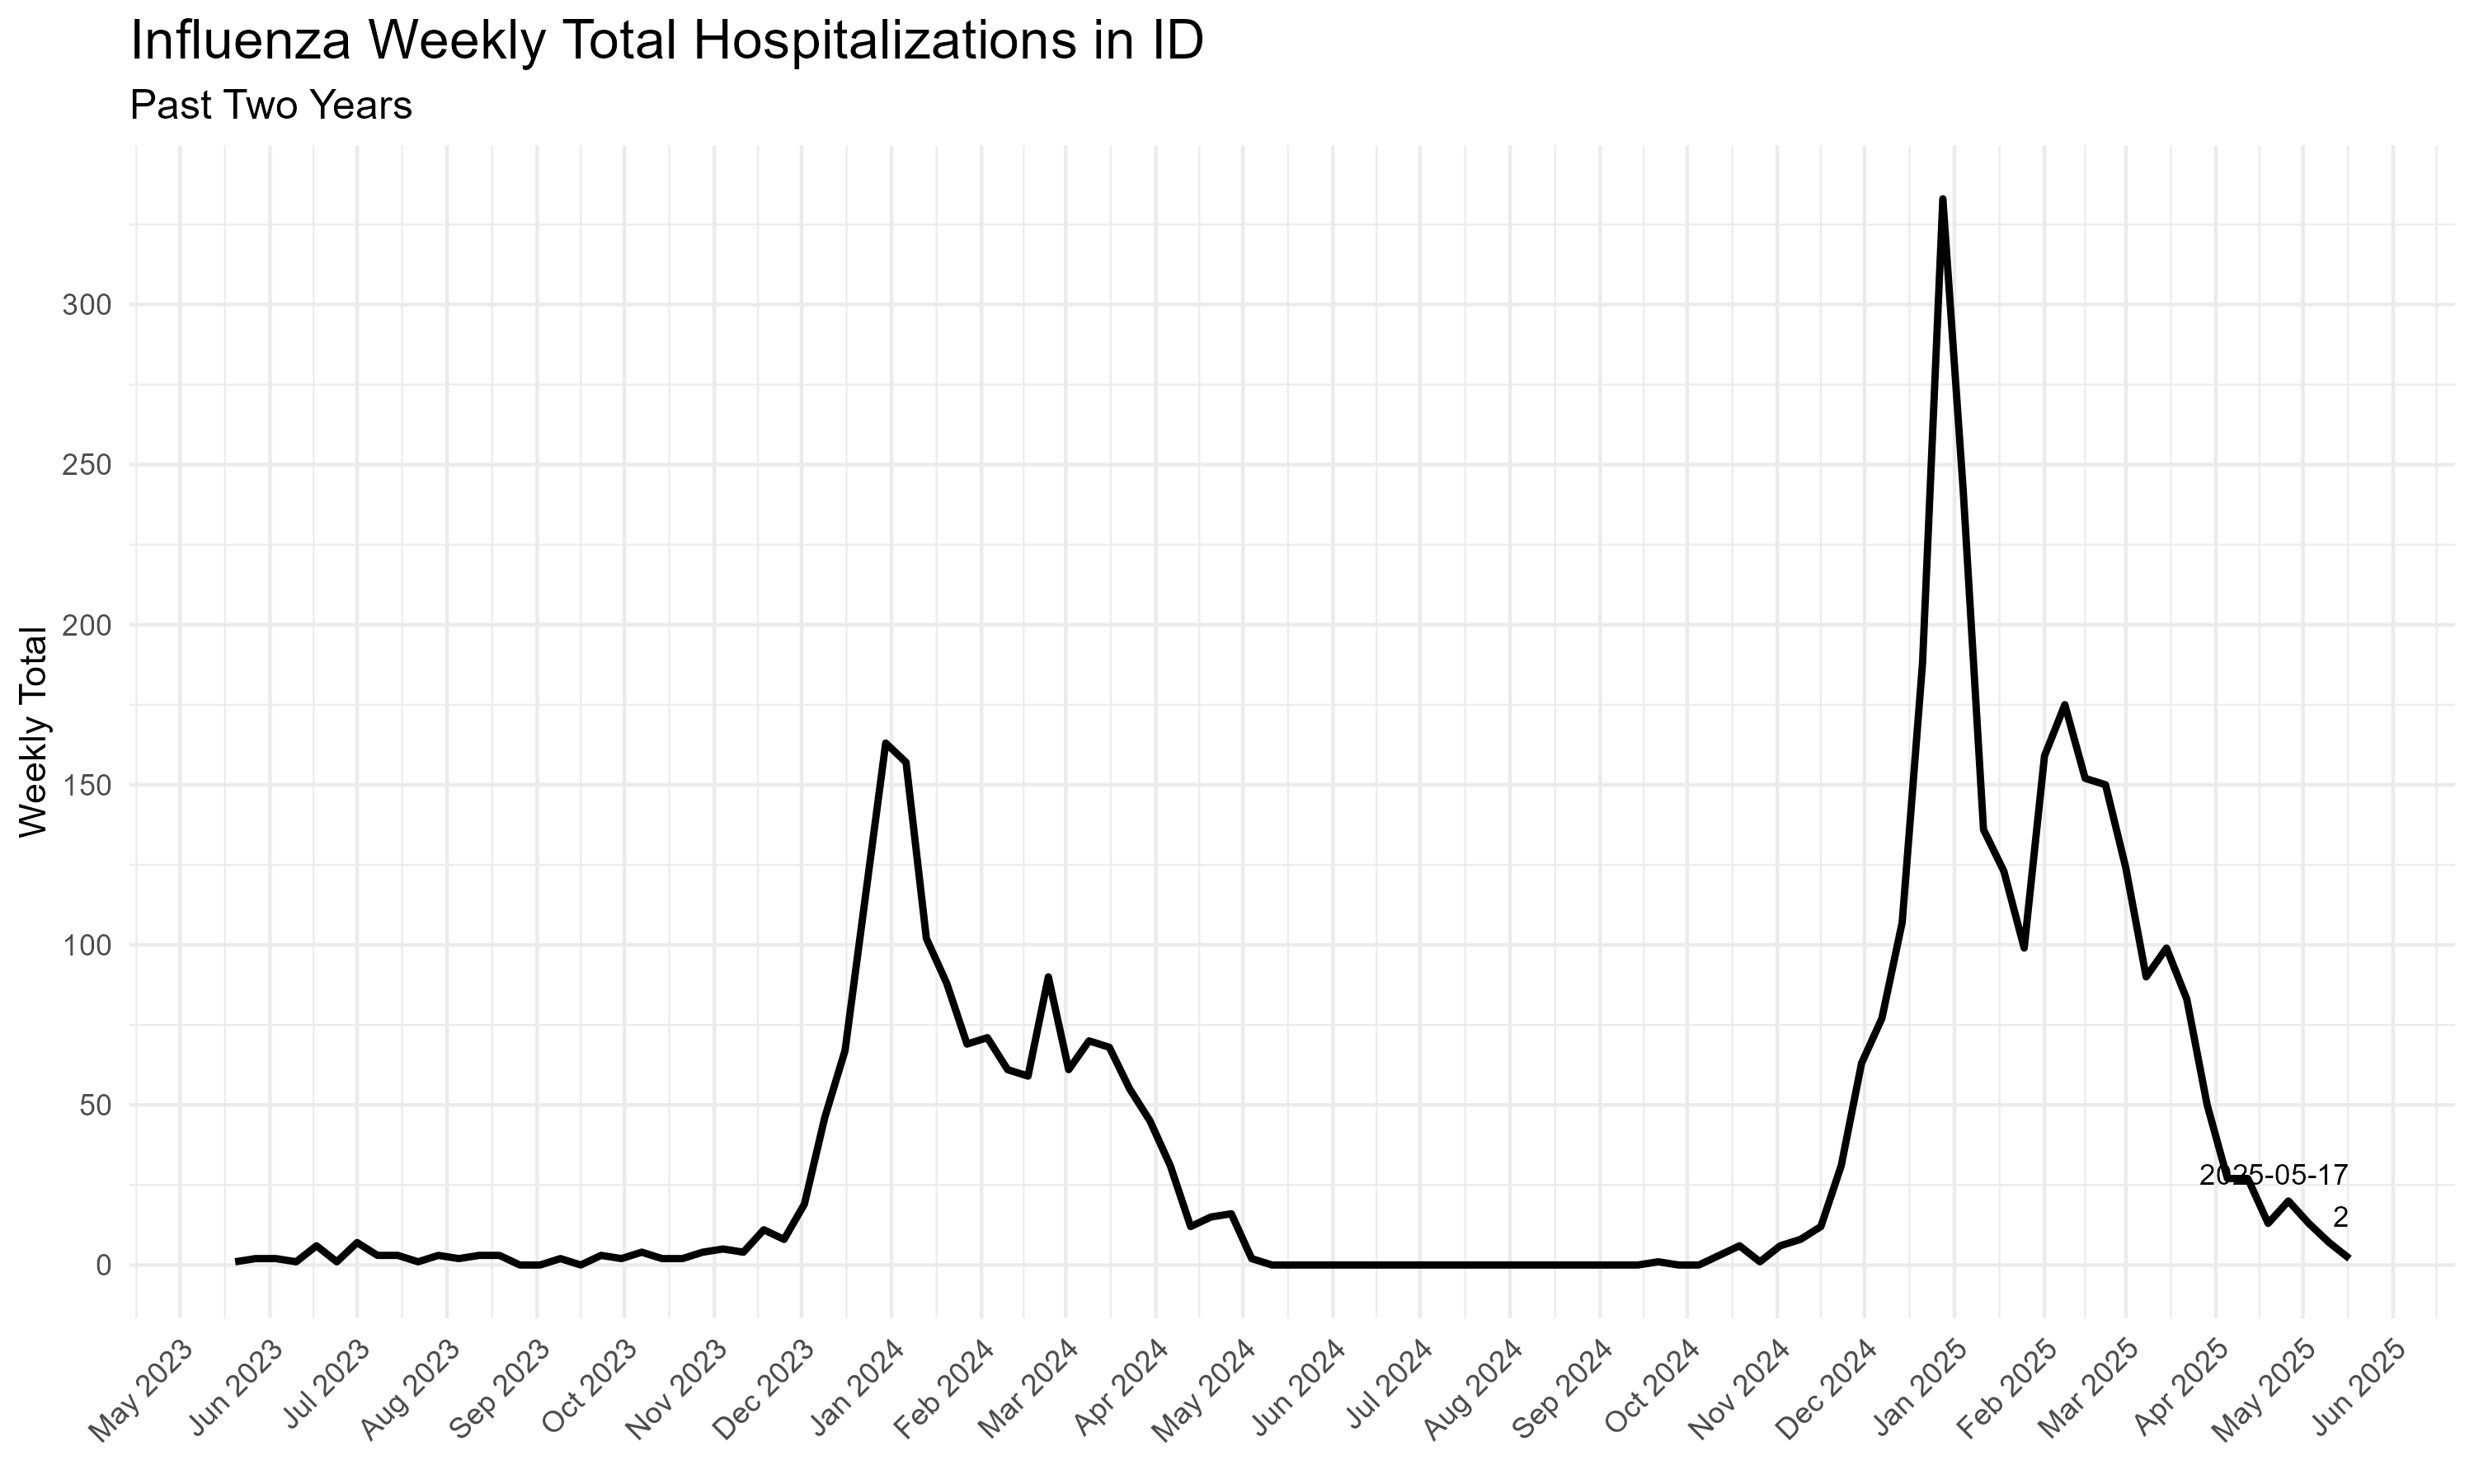 Influenza Weekly Total Hospitalizations in ID
Past Two Years
Weekly Total
300
250
200
150
100
50
0
2025-05-17
2
May 2023
Jun 2023
Jul 2023
Aug 2023
Sep 2023
Oct 2023
Nov 2023
Dec 2023
Jan 2024
Feb 2024
Mar 2024
Apr 2024
May 2024
Jun 2024
Jul 2024
Aug 2024
Sep 2024
Oct 2024
Nov 2024
Dec 2024
Jan 2025
Feb 2025
Mar 2025
Apr 2025
May 2025
Jun 2025